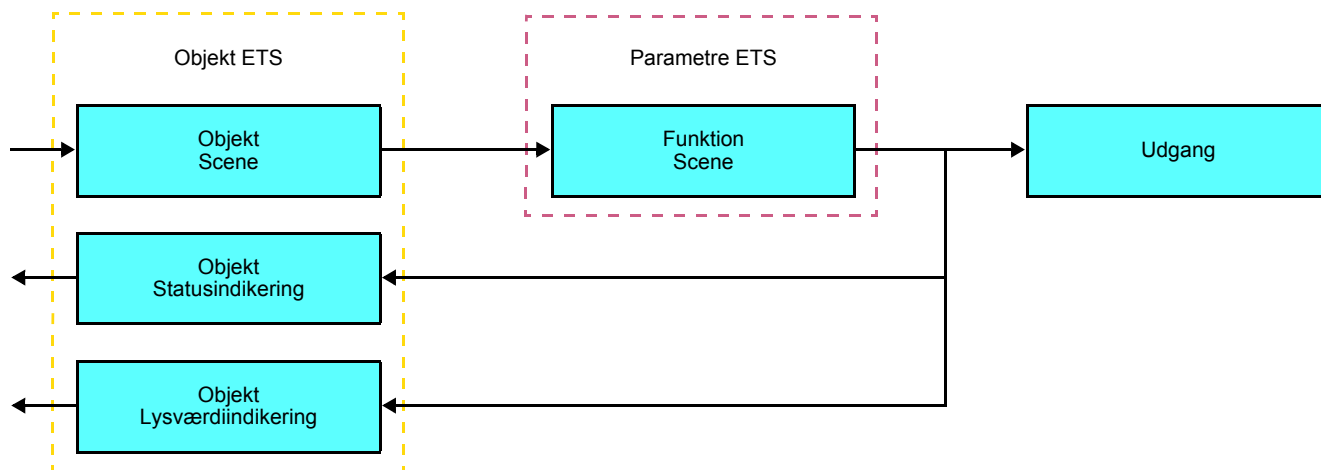 Objekt ETS
Parametre ETS
Objekt
Scene
Funktion
Scene
Udgang
Objekt
Statusindikering
Objekt
Lysværdiindikering